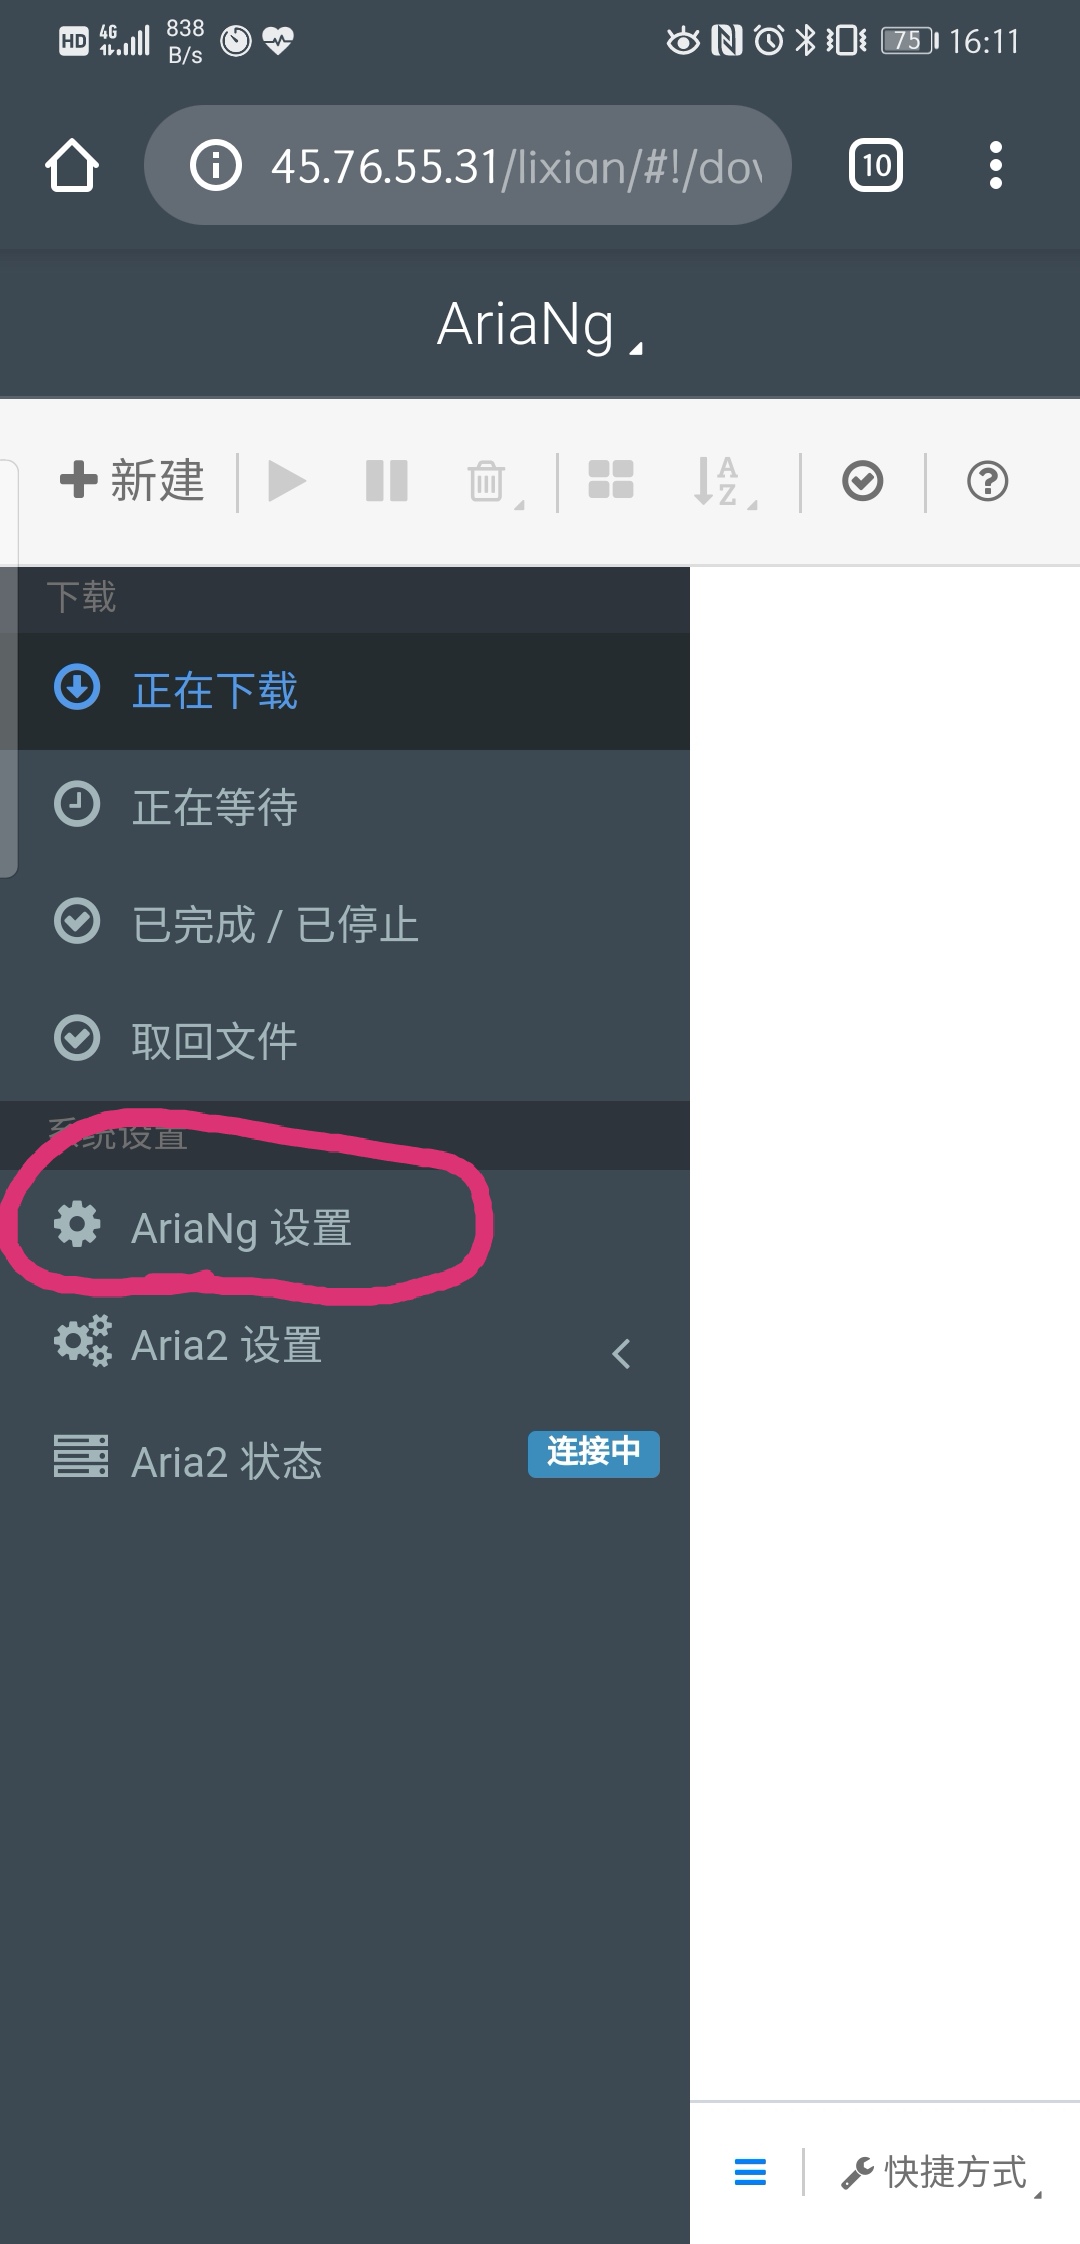 HD 4G 838 B/s 75 16:11
45.76.55.31/lixian/#!/dov
10
AriaNg
新建
A
Z
下载
正在下载
正在等待
已完成 / 已停止
取回文件
系统设置
AriaNg 设置
Aria2 设置
Aria2 状态 连接中
快捷方式